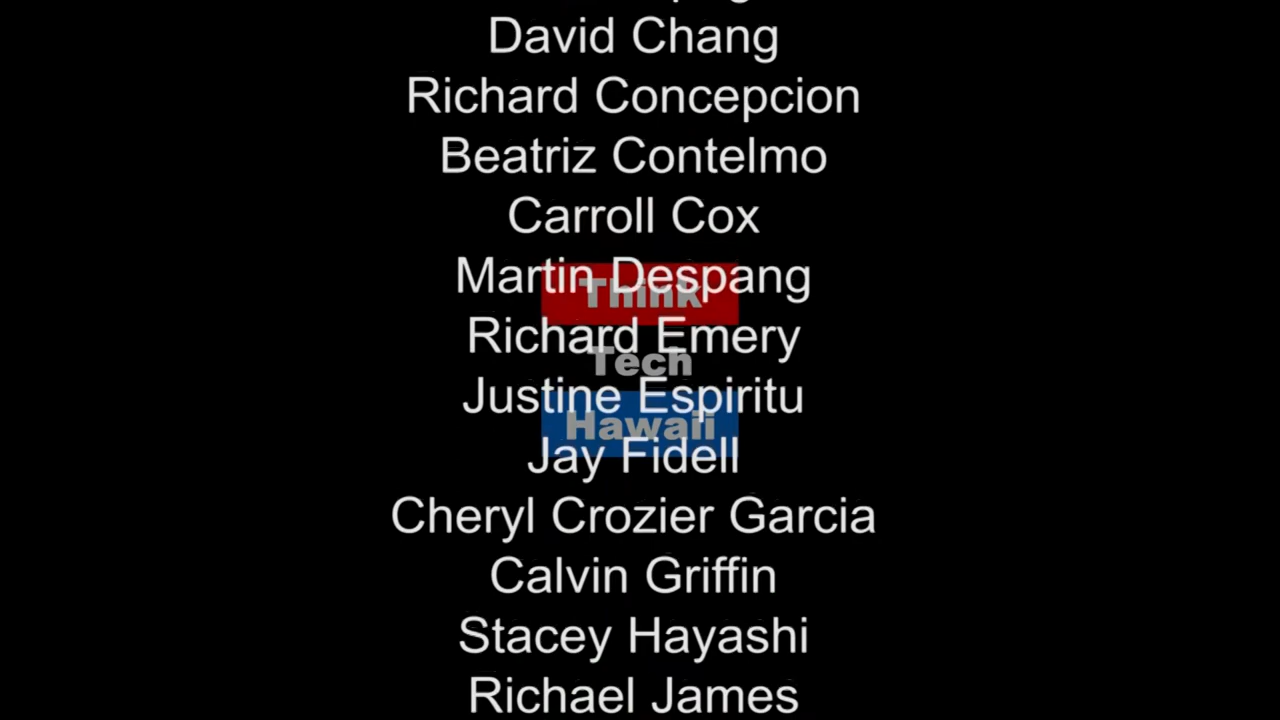 David Chang
Richard Concepcion
Beatriz Contelmo
Carroll Cox
Martin Despang
Think
Richard Emery
Tech
Justine Espiritu
Hawaii
Jay Fidell
Cheryl Crozier Garcia
Calvin Griffin
Stacey Hayashi
Richael James